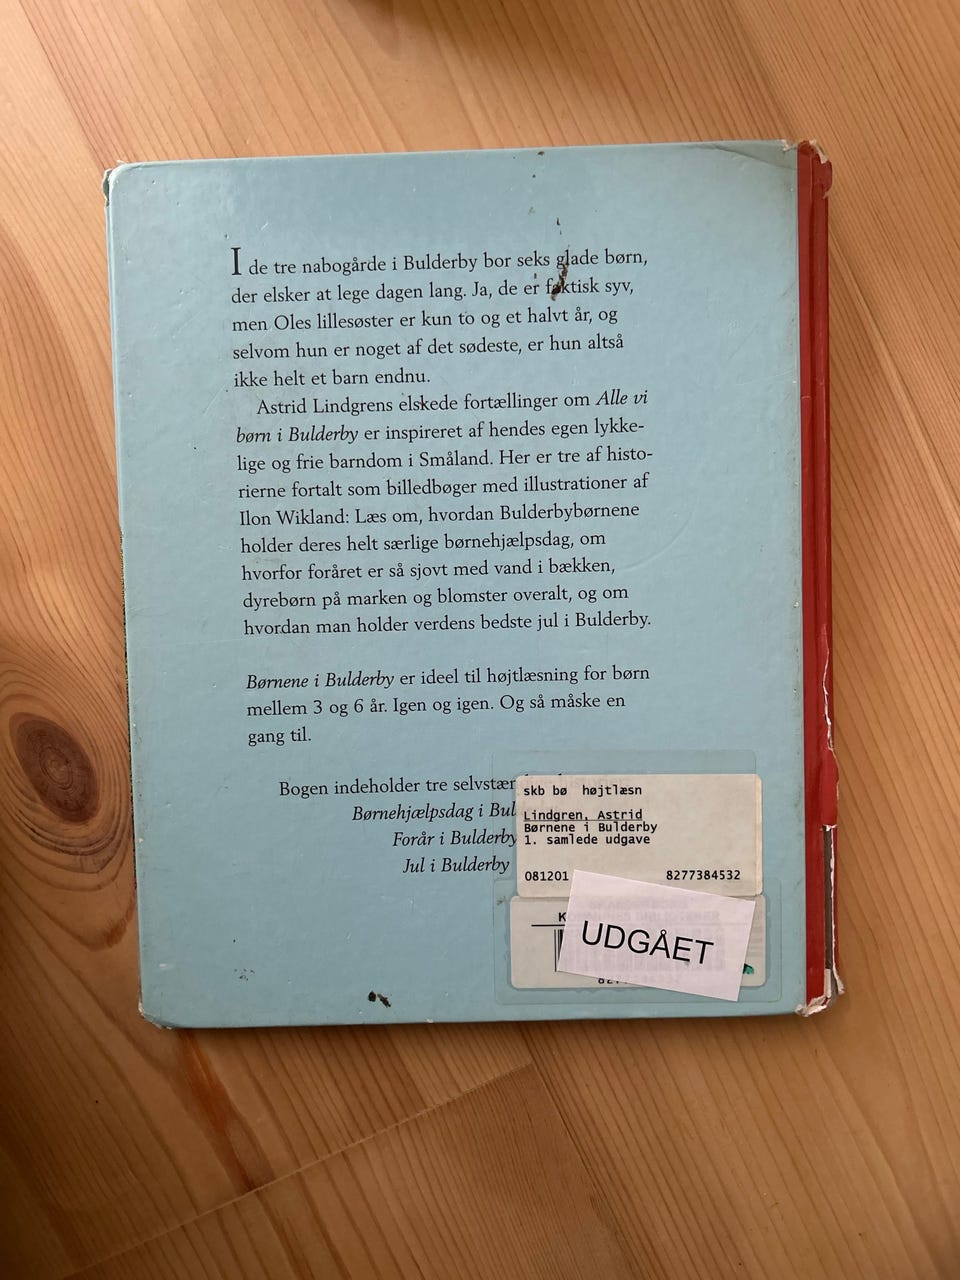 I de tre nabogårde i Bulderby bor seks glade børn,
der elsker at lege dagen lang. Ja, de er faktisk syv,
men Oles lillesøster er kun to og et halvt år, og
selvom hun er noget af det sødeste, er hun altså
ikke helt et barn endnu.
Astrid Lindgrens elskede fortællinger om Alle vi
børn i Bulderby er inspireret af hendes egen lykke-
lige og frie barndom i Småland. Her er tre af histo-
rierne fortalt som billedbøger med illustrationer af
Ilon Wikland: Læs om, hvordan Bulderbybørnene
holder deres helt særlige børnehjælpsdag, om
hvorfor foråret er så sjovt med vand i bækken,
dyrebørn på marken og blomster overalt, og om
hvordan man holder verdens bedste jul i Bulderby.
Børnene i Bulderby er ideel til højtlæsning for børn
mellem 3 og 6 år. Igen og igen. Og så måske en
gang til.
Bogen indeholder tre
Børnehjælpsdag i
Forår i Bulderby
Jul i Bulderby
skb bø højtlæsn
Lindgren, Astrid
Børnene i Bulderby
1. samlede udgave
081201 8277384532
UDGÅET